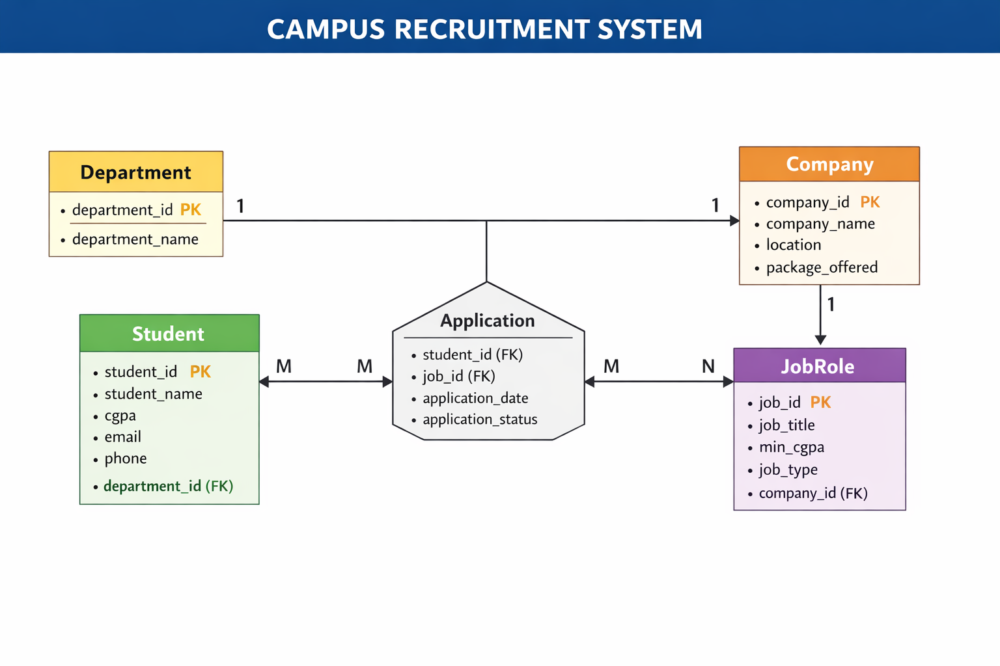 CAMPUS RECRUITMENT SYSTEM
Department
• department_id PK
• department_name
1
1
Company
• company_id PK
• company_name
• location
• package_offered
1
Student
• student_id PK
• student_name
• cgpa
• email
• phone
• department_id (FK)
M
M
Application
• student_id (FK)
• job_id (FK)
• application_date
• application_status
M
N
JobRole
• job_id PK
• job_title
• min_cgpa
• job_type
• company_id (FK)